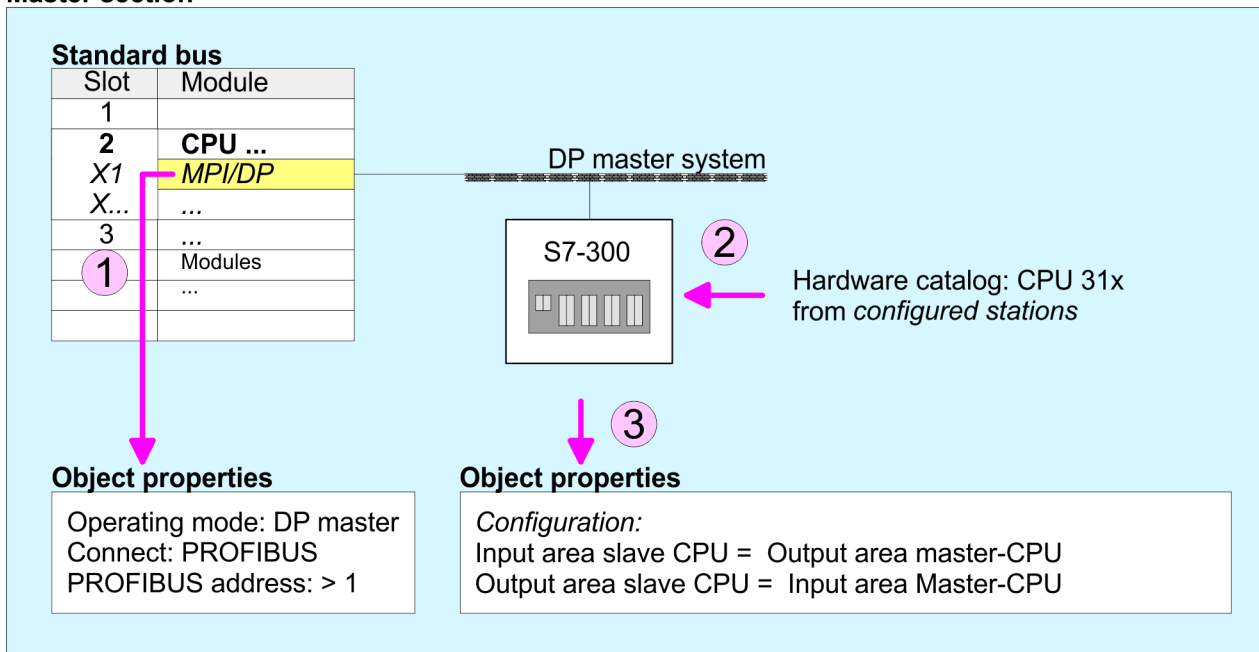 Master section
Standard bus
Slot Module
1
2 CPU ...
X1 MPI/DP
X... ...
3 ...
1 Modules
...
DP master system
S7-300
2
Hardware catalog: CPU 31x
from configured stations
3
Object properties
Operating mode: DP master
Connect: PROFIBUS
PROFIBUS address: > 1
Object properties
Configuration:
Input area slave CPU = Output area master-CPU
Output area slave CPU = Input area Master-CPU